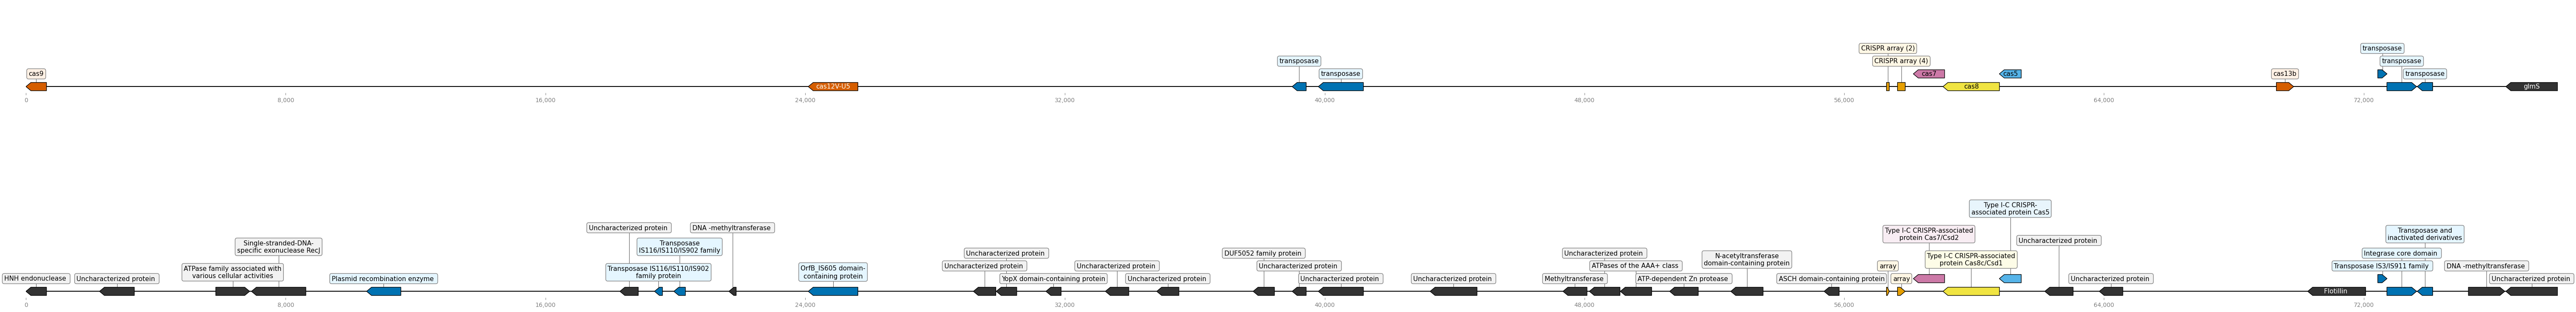 CRISPR array (2)
transposase
transposase
CRISPR array (4)
transposase
cas9
transposase
cas7
cas5
cas13b
transposase
cas12V-U5
cas8
glmS
0
8,000
16,000
24,000
32,000
40,000
48,000
56,000
64,000
72,000
Type I-C CRISPR-
associated protein Cas5
Uncharacterized protein
DNA -methyltransferase
Type I-C CRISPR-associated
protein Cas7/Csd2
Transposase and
inactivated derivatives
Single-stranded-DNA-
specific exonuclease RecJ
Transposase
IS116/IS110/IS902 family
Uncharacterized protein
Uncharacterized protein
DUF5052 family protein
Uncharacterized protein
N-acetyltransferase
domain-containing protein
Type I-C CRISPR-associated
protein Cas8c/Csd1
Integrase core domain
ATPase family associated with
various cellular activities
Transposase IS116/IS110/IS902
family protein
OrfB_IS605 domain-
containing protein
Uncharacterized protein
Uncharacterized protein
Uncharacterized protein
ATPases of the AAA+ class
array
Transposase IS3/IS911 family
DNA -methyltransferase
HNH endonuclease
Uncharacterized protein
Plasmid recombination enzyme
YopX domain-containing protein
Uncharacterized protein
Uncharacterized protein
Uncharacterized protein
Methyltransferase
ATP-dependent Zn protease
ASCH domain-containing protein
array
Uncharacterized protein
Uncharacterized protein
Flotillin
0
8,000
16,000
24,000
32,000
40,000
48,000
56,000
64,000
72,000